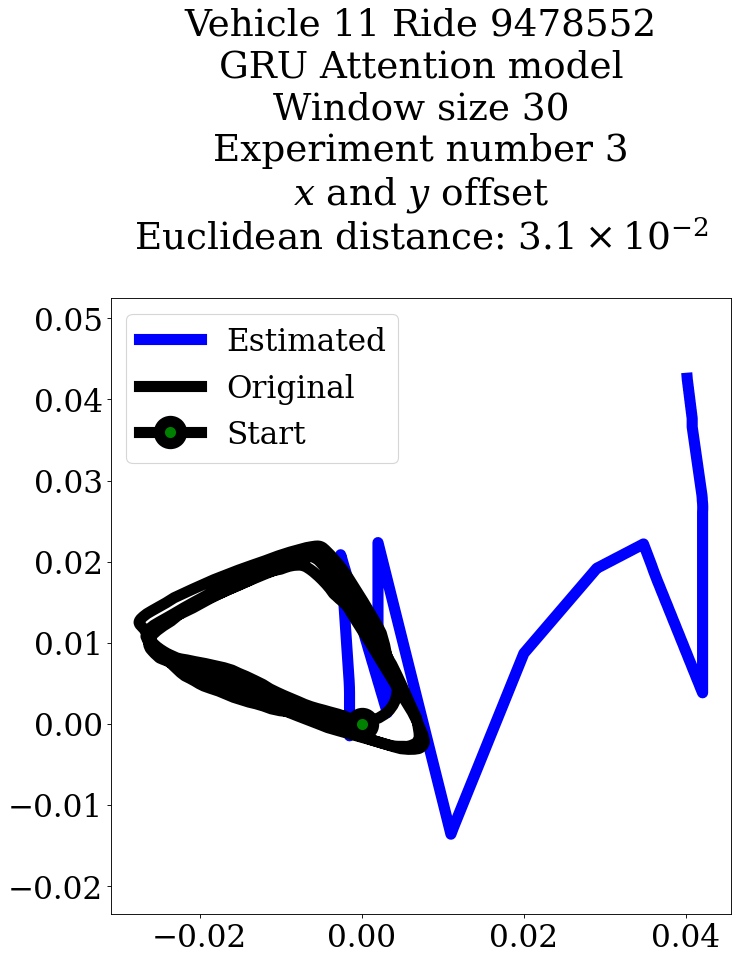 Vehicle 11 Ride 9478552
GRU Attention model
Window size 30
Experiment number 3
x and y offset
Euclidean distance: 3.1 × 10⁻²
0.05
0.04
0.03
0.02
0.01
0.00
−0.01
−0.02
Estimated
Original
Start
−0.02
0.00
0.02
0.04